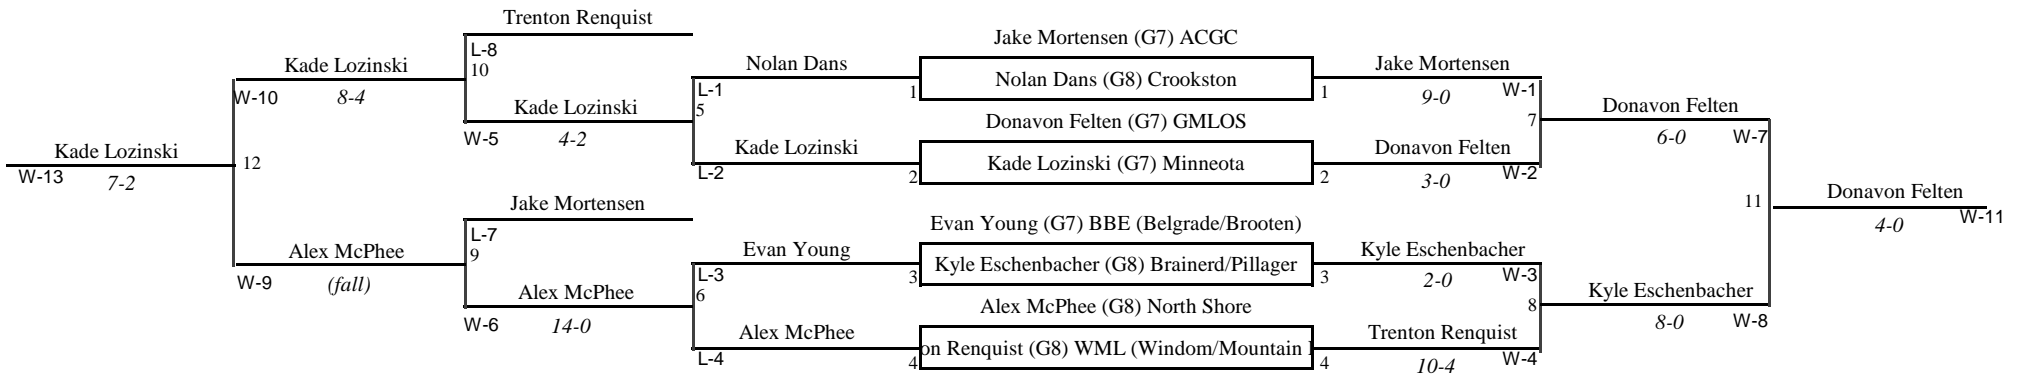 Trenton Renquist
L-8
10
Kade Lozinski
W-10
8-4
Kade Lozinski
W-5
4-2
Kade Lozinski
W-13
7-2
12
Jake Mortensen
L-7
9
Alex McPhee
W-9
(fall)
Alex McPhee
W-6
14-0
Nolan Dans
L-1
5
1
Kade Lozinski
L-2
2
Evan Young
L-3
6
3
Alex McPhee
L-4
4
Jake Mortensen (G7) ACGC
Nolan Dans (G8) Crookston
Donavon Felten (G7) GMLOS
Kade Lozinski (G7) Minneota
Evan Young (G7) BBE (Belgrade/Brooten)
Kyle Eschenbacher (G8) Brainerd/Pillager
Alex McPhee (G8) North Shore
on Renquist (G8) WML (Windom/Mountain
Jake Mortensen
1
9-0
W-1
7
Donavon Felten
2
3-0
W-2
Kyle Eschenbacher
3
2-0
W-3
8
Trenton Renquist
4
10-4
W-4
Donavon Felten
6-0
W-7
11
Kyle Eschenbacher
8-0
W-8
Donavon Felten
4-0
W-11